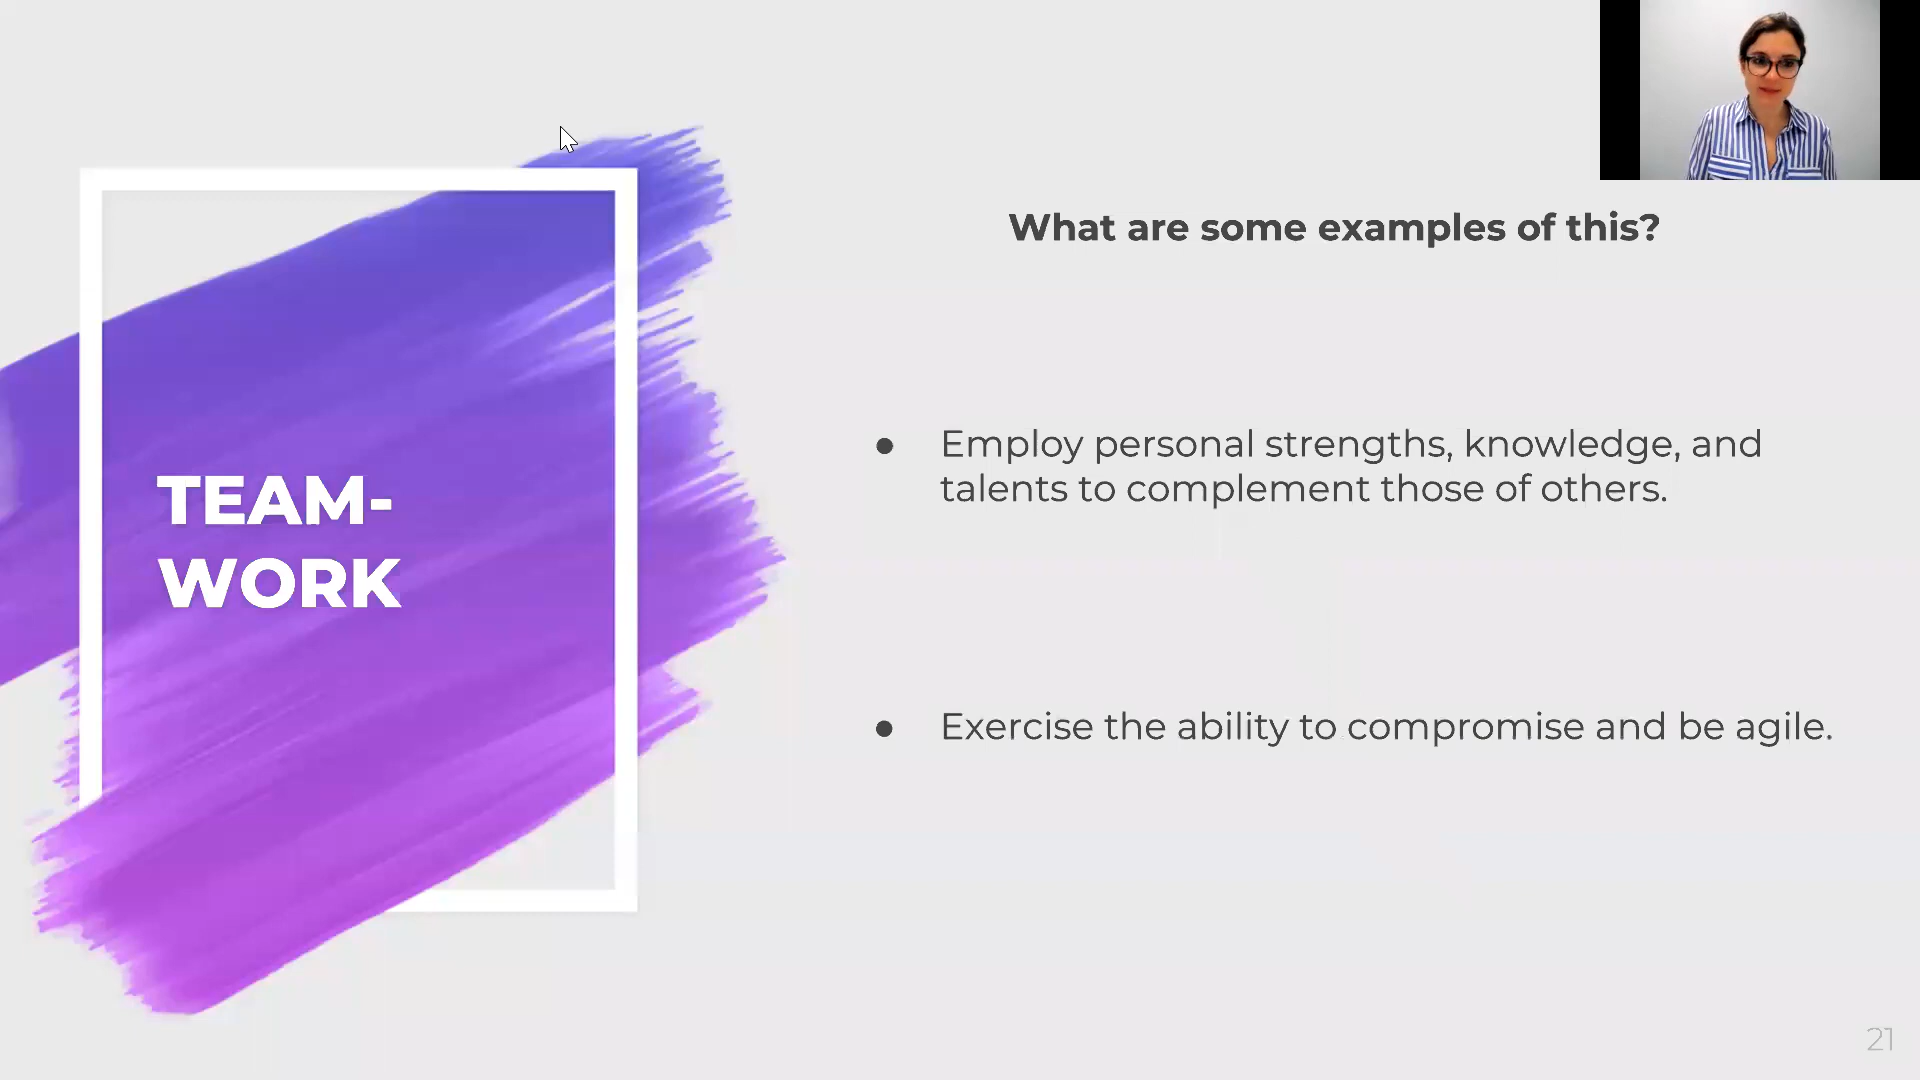 TEAM-
WORK
What are some examples of this?
● Employ personal strengths, knowledge, and
talents to complement those of others.
● Exercise the ability to compromise and be agile.
21